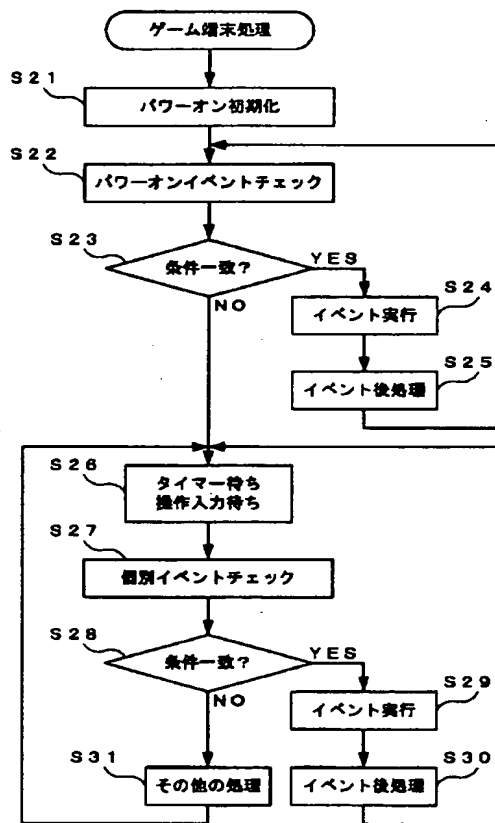 ゲーム端末処理
S21
パワーオン初期化
S22
パワーオンイベントチェック
S23
条件一致?
YES
NO
S24
イベント実行
S25
イベント後処理
S26
タイマー待ち
操作入力待ち
S27
個別イベントチェック
S28
条件一致?
YES
NO
S29
イベント実行
S31
その他の処理
S30
イベント後処理